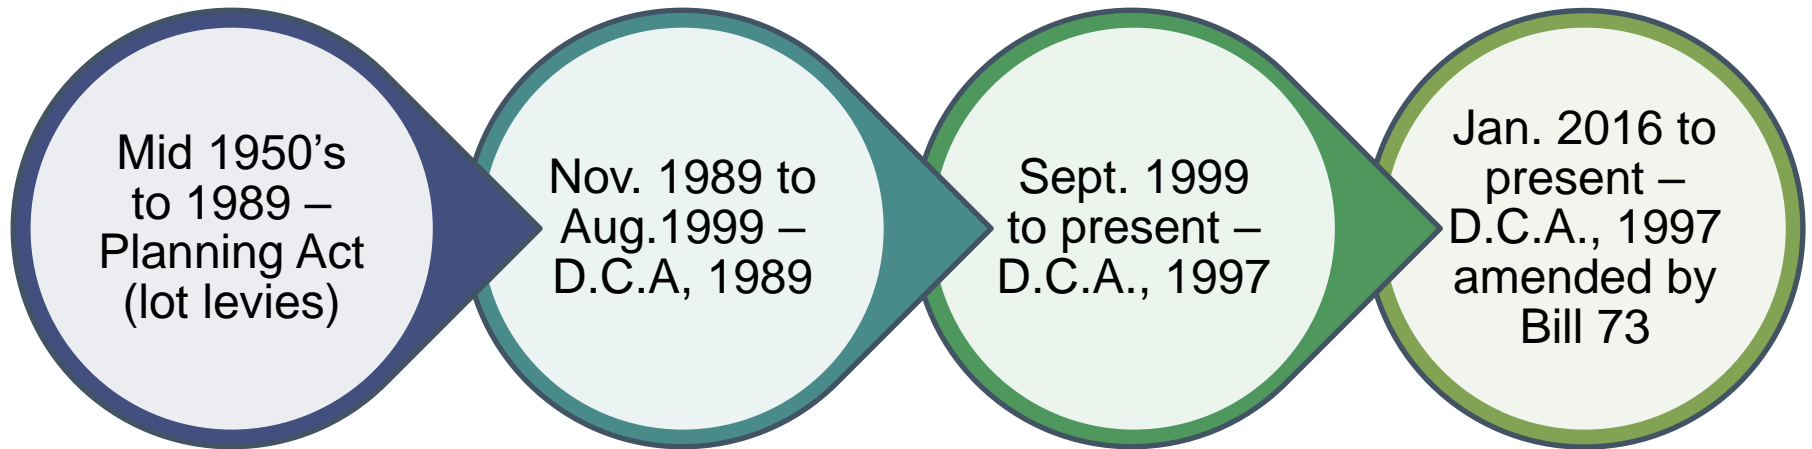 Mid 1950’s
to 1989 –
Planning Act
(lot levies)
Nov. 1989 to
Aug.1999 –
D.C.A, 1989
Sept. 1999
to present –
D.C.A., 1997
Jan. 2016 to
present –
D.C.A., 1997
amended by
Bill 73